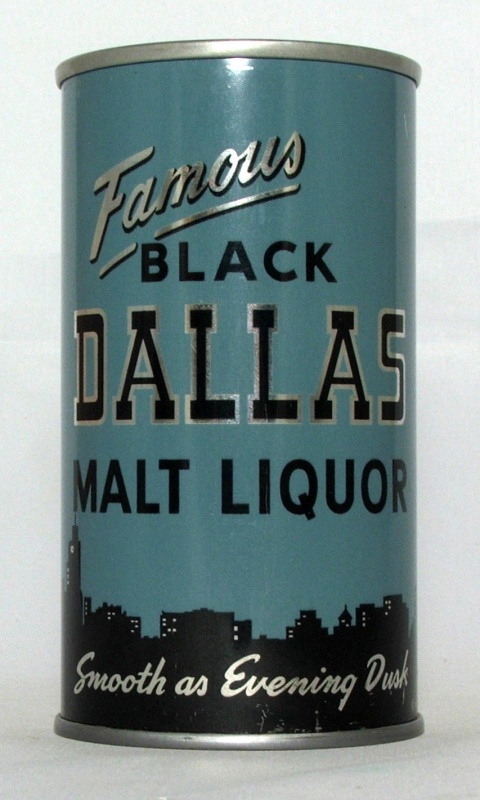 Famous
BLACK
DALLAS
MALT LIQUOR
Smooth as Evening Dusk